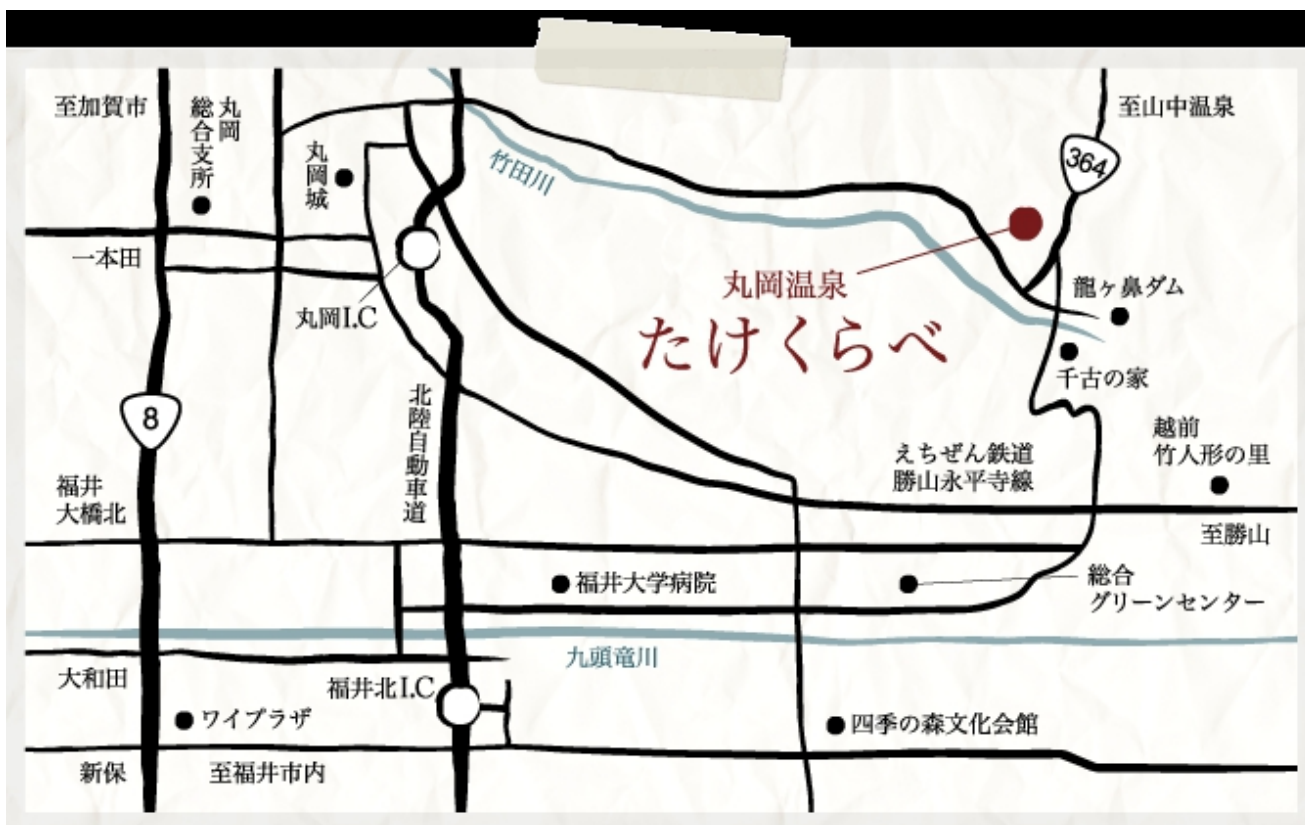 至加賀市
丸岡
総合支所
丸岡城
竹田川
至山中温泉
364
一本田
丸岡I.C
丸岡温泉
たけくらべ
龍ヶ鼻ダム
千古の家
8
北陸自動車道
越前
竹人形の里
えちぜん鉄道
勝山永平寺線
福井
大橋北
至勝山
福井大学病院
総合
グリーンセンター
九頭竜川
大和田
福井北I.C
ワイプラザ
四季の森文化会館
新保
至福井市内